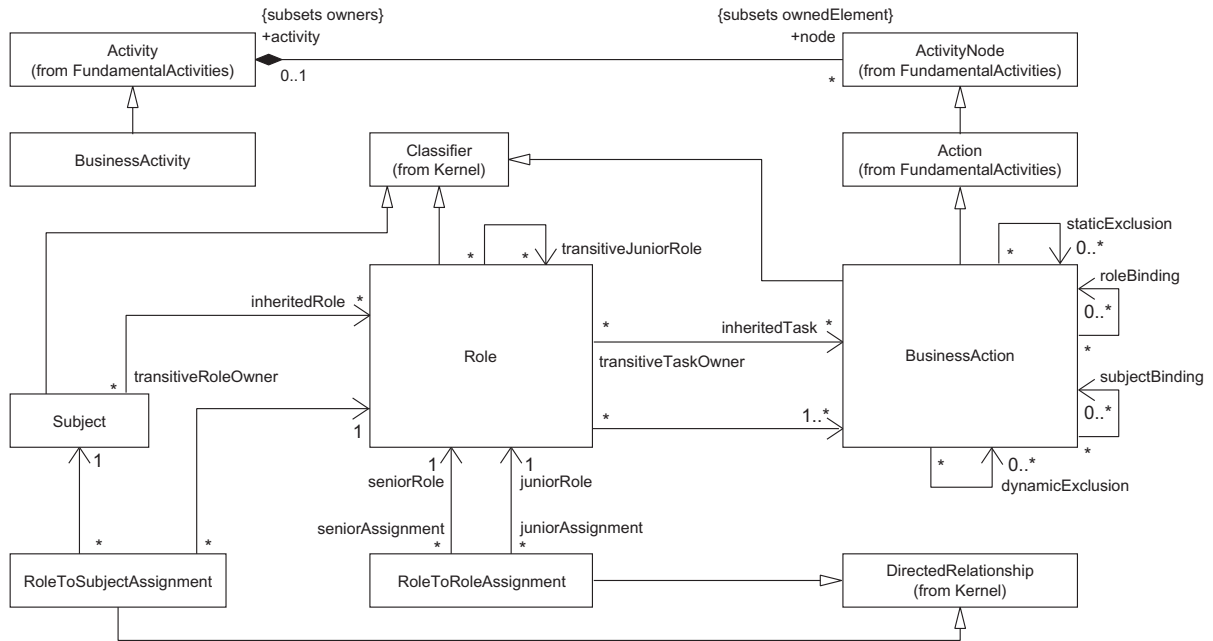 {subsets owners}
{subsets ownedElement}
+activity
+node
Activity
(from FundamentalActivities)
0..1
*
ActivityNode
(from FundamentalActivities)
BusinessActivity
Classifier
(from Kernel)
Action
(from FundamentalActivities)
staticExclusion
* 0..*
* * transitiveJuniorRole
roleBinding
0..*
*
inheritedRole *
* inheritedTask *
Role
BusinessAction
transitiveTaskOwner
* transitiveRoleOwner
subjectBinding
0..*
*
Subject
1
* 1..*
1
1 1
seniorRole juniorRole
* 0..*
dynamicExclusion
seniorAssignment juniorAssignment
* *
* *
RoleToSubjectAssignment
RoleToRoleAssignment
DirectedRelationship
(from Kernel)